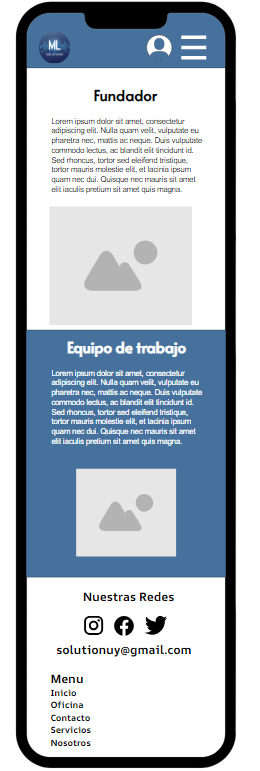 ML
SOLUTIONS
Fundador
Lorem ipsum dolor sit amet, consectetur
adipiscing elit. Nulla quam velit, vulputate eu
pharetra nec, mattis ac neque. Duis vulputate
commodo lectus, ac blandit elit tincidunt id.
Sed rhoncus, tortor sed eleifend tristique,
tortor mauris molestie elit, et lacinia ipsum
quam nec dui. Quisque nec mauris sit amet
elit iaculis pretium sit amet quis magna.
Equipo de trabajo
Lorem ipsum dolor sit amet, consectetur
adipiscing elit. Nulla quam velit, vulputate eu
pharetra nec, mattis ac neque. Duis vulputate
commodo lectus, ac blandit elit tincidunt id.
Sed rhoncus, tortor sed eleifend tristique,
tortor mauris molestie elit, et lacinia ipsum
quam nec dui. Quisque nec mauris sit amet
elit iaculis pretium sit amet quis magna.
Nuestras Redes
solutionuy@gmail.com
Menu
Inicio
Oficina
Contacto
Servicios
Nosotros